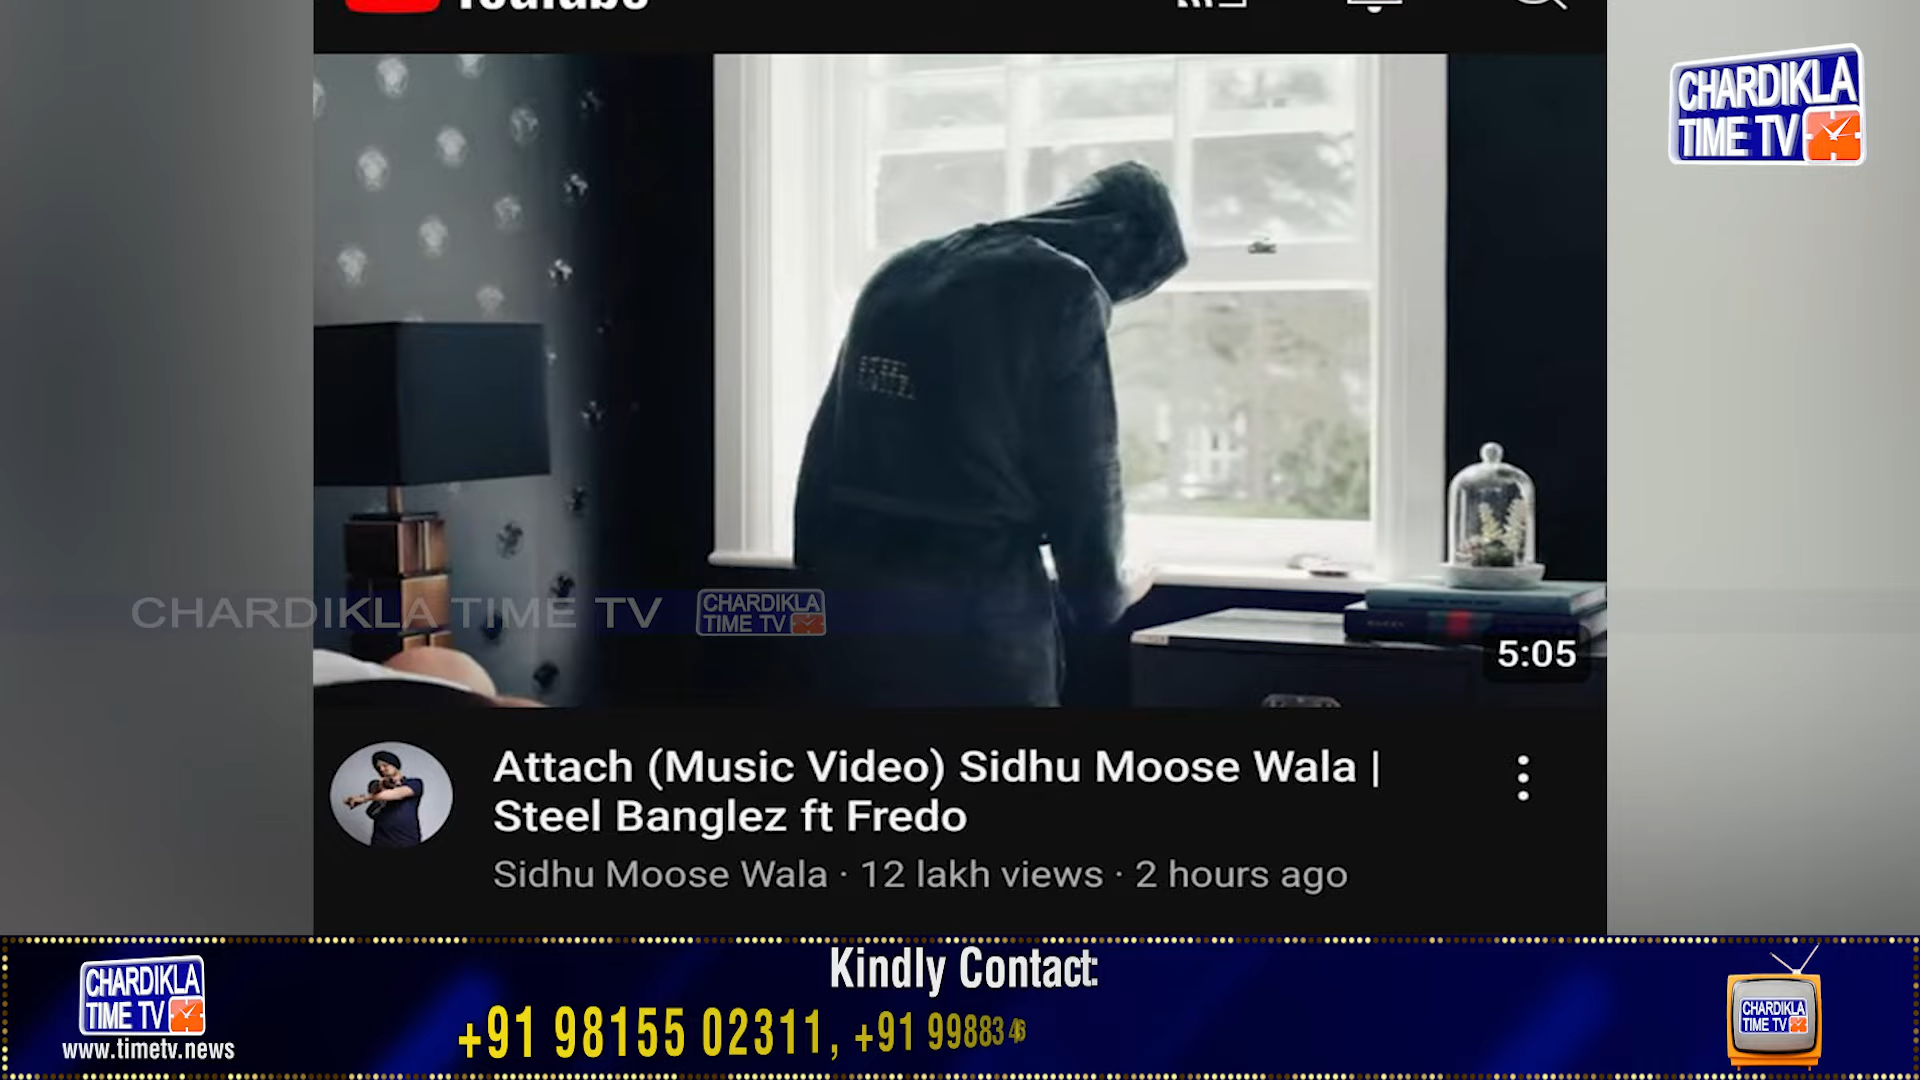 YouTube
CHARDIKLA
TIME TV
CHARDIKLA TIME TV
CHARDIKLA
TIME TV
5:05
Attach (Music Video) Sidhu Moose Wala |
Steel Banglez ft Fredo
Sidhu Moose Wala · 12 lakh views · 2 hours ago
Kindly Contact:
+91 98155 02311, +91 99883 46
CHARDIKLA
TIME TV
www.timetv.news
CHARDIKLA
TIME TV